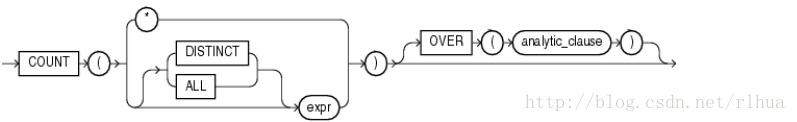 *
DISTINCT
OVER ( analytic_clause )
COUNT (
)
ALL
expr
http://blog.csdn.net/rlhua